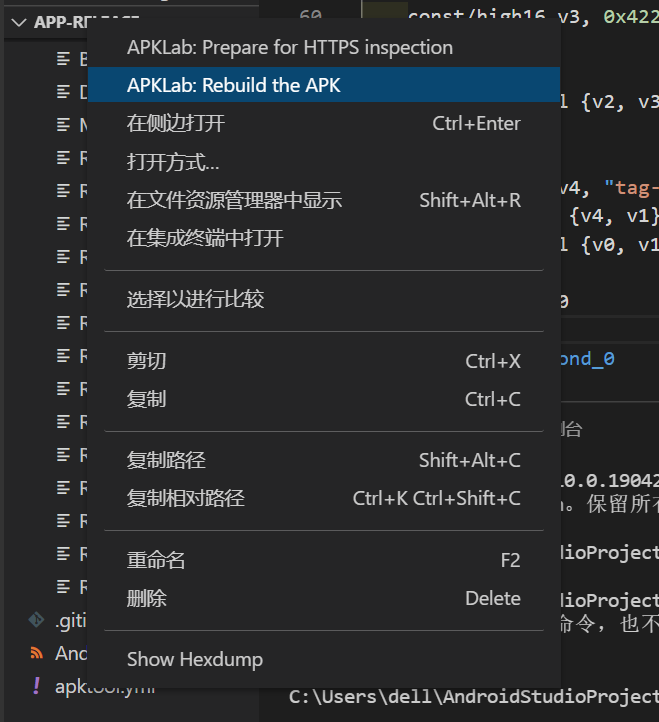 APP-RELEASE
60 const/high16 v3, 0x422
APKLab: Prepare for HTTPS inspection
APKLab: Rebuild the APK
l {v2, v3
在侧边打开 Ctrl+Enter
打开方式...
v4, "tag-
在文件资源管理器中显示 Shift+Alt+R
{v4, v1}
在集成终端中打开
l {v0, v1
选择以进行比较
0
剪切 Ctrl+X
ond_0
复制 Ctrl+C
制台
复制路径 Shift+Alt+C
10.0.19042
复制相对路径 Ctrl+K Ctrl+Shift+C
。保留所有
重命名 F2
dioProject
删除 Delete
dioProject
.giti
命令，也不
Show Hexdump
And
apktool.yml
C:\Users\dell\AndroidStudioProject